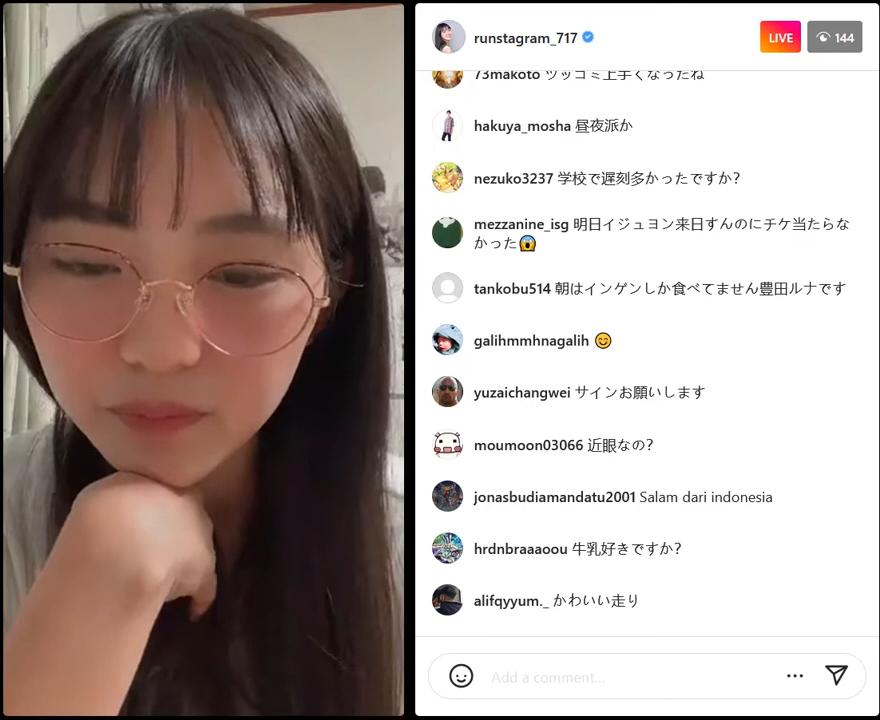 runstagram_717
LIVE
144
73makoto ツッコミ上手くなったね
hakuya_mosha 昼夜派か
nezuko3237 学校で遅刻多かったですか?
mezzanine_isg 明日イジュヨン来日すんのにチケ当たらな
かった😱
tankobu514 朝はインゲンしか食べてません豊田ルナです
galihmmhnagalih 😊
yuzaichangwei サインお願いします
moumoon03066 近眼なの?
jonasbudiamandatu2001 Salam dari indonesia
hrdnbraaaoou 牛乳好きですか?
alifqyyum._ かわいい走り
Add a comment...